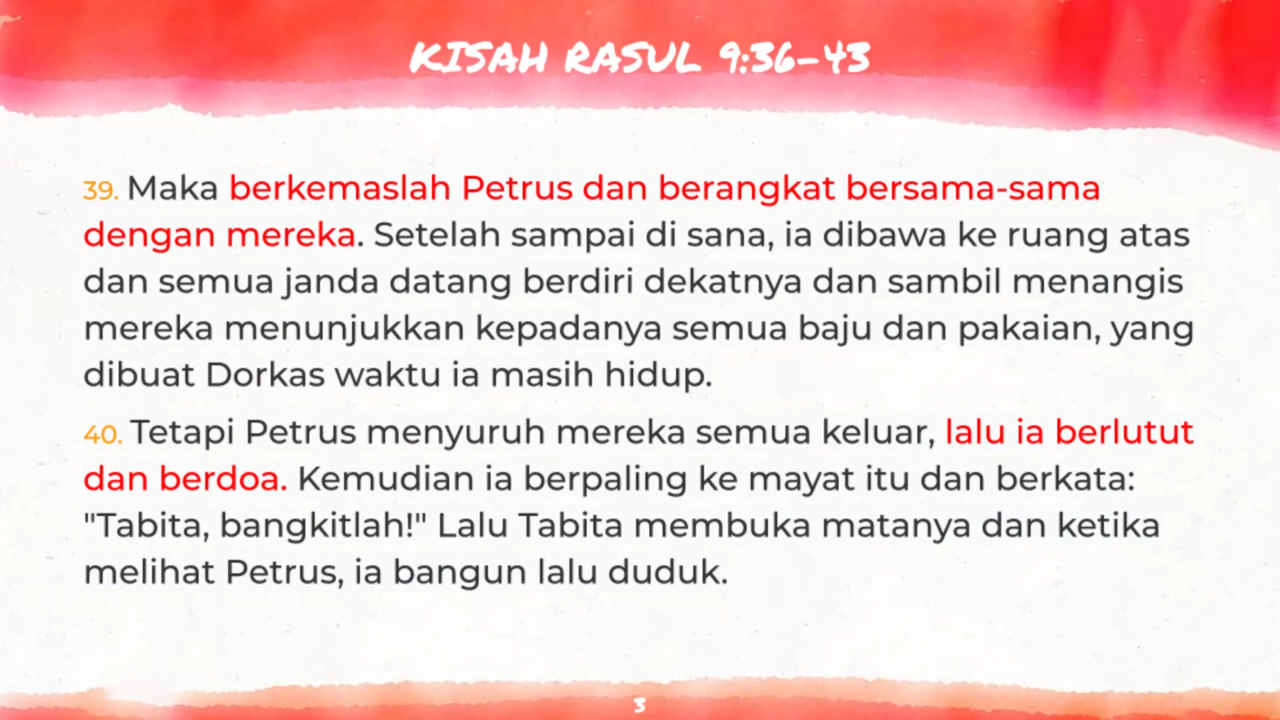 KISAH RASUL 9:36-43
39. Maka berkemaslah Petrus dan berangkat bersama-sama
dengan mereka. Setelah sampai di sana, ia dibawa ke ruang atas
dan semua janda datang berdiri dekatnya dan sambil menangis
mereka menunjukkan kepadanya semua baju dan pakaian, yang
dibuat Dorkas waktu ia masih hidup.
40. Tetapi Petrus menyuruh mereka semua keluar, lalu ia berlutut
dan berdoa. Kemudian ia berpaling ke mayat itu dan berkata:
"Tabita, bangkitlah!" Lalu Tabita membuka matanya dan ketika
melihat Petrus, ia bangun lalu duduk.
3